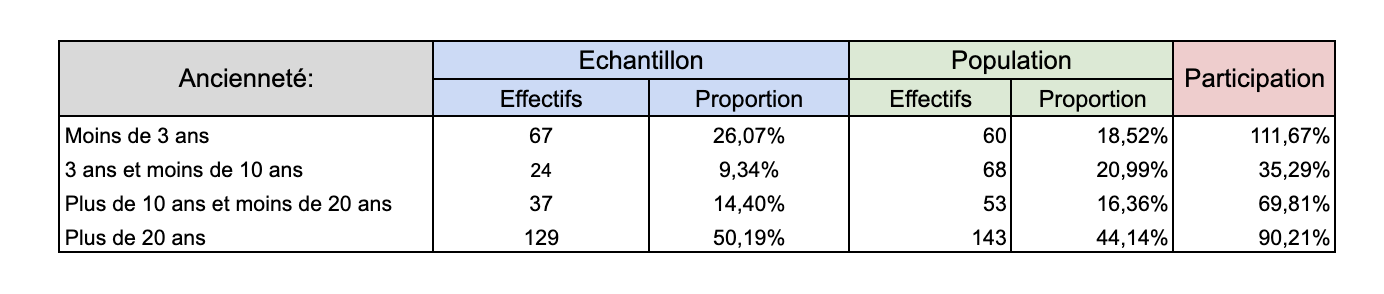 Ancienneté: Echantillon Population Participation
Effectifs Proportion Effectifs Proportion
Moins de 3 ans 67 26,07% 60 18,52% 111,67%
3 ans et moins de 10 ans 24 9,34% 68 20,99% 35,29%
Plus de 10 ans et moins de 20 ans 37 14,40% 53 16,36% 69,81%
Plus de 20 ans 129 50,19% 143 44,14% 90,21%